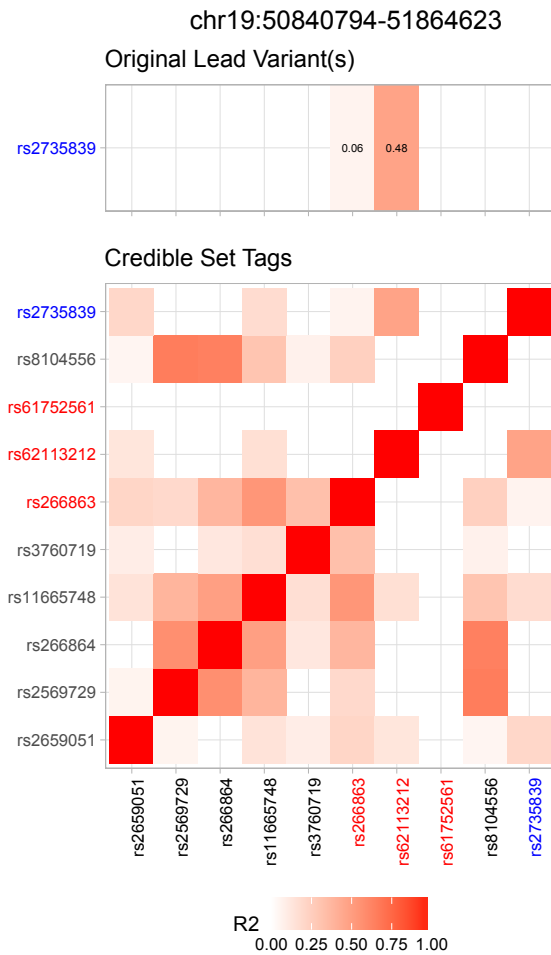 chr19:50840794-51864623
Original Lead Variant(s)
rs2735839
0.06 0.48
Credible Set Tags
rs2735839
rs8104556
rs61752561
rs62113212
rs266863
rs3760719
rs11665748
rs266864
rs2569729
rs2659051
rs2659051 rs2569729 rs266864 rs11665748 rs3760719 rs266863 rs62113212 rs61752561 rs8104556 rs2735839
R2
0.00 0.25 0.50 0.75 1.00